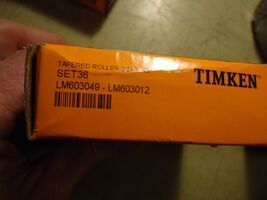 TAPERED ROLLER
SET36
LM603049 - LM603012
TIMKEN